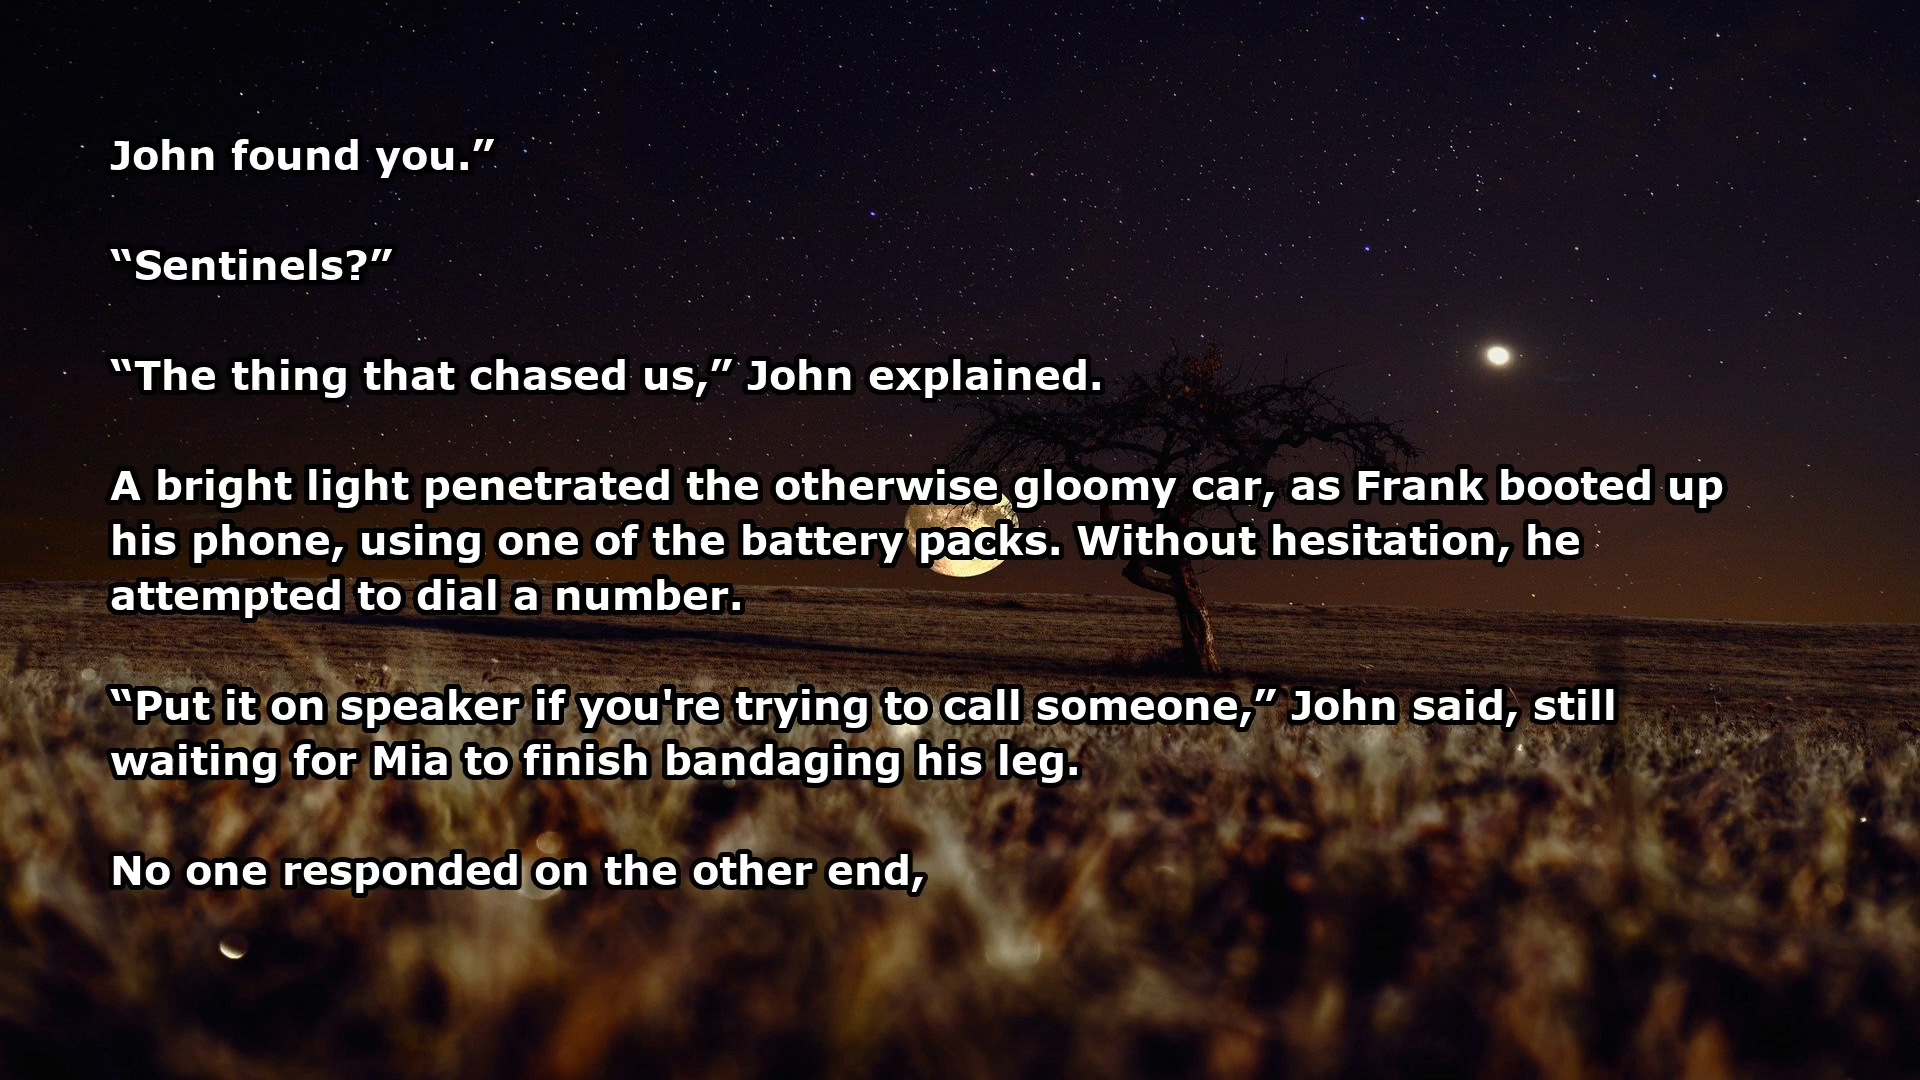 John found you.”
“Sentinels?”
“The thing that chased us,” John explained.
A bright light penetrated the otherwise gloomy car, as Frank booted up
his phone, using one of the battery packs. Without hesitation, he
attempted to dial a number.
“Put it on speaker if you're trying to call someone,” John said, still
waiting for Mia to finish bandaging his leg.
No one responded on the other end,